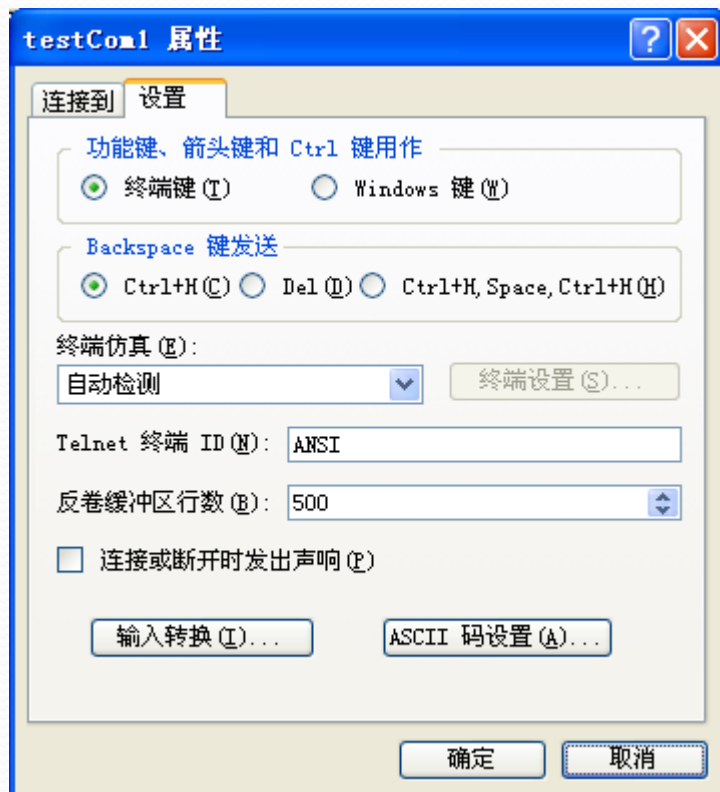 testCom1 属性
连接到 设置
功能键、箭头键和 Ctrl 键用作
终端键(T) Windows 键(W)
Backspace 键发送
Ctrl+H(C) Del(D) Ctrl+H, Space, Ctrl+H(H)
终端仿真(E):
自动检测 终端设置(S)...
Telnet 终端 ID(N): ANSI
反卷缓冲区行数(B): 500
连接或断开时发出声响(P)
输入转换(I)... ASCII 码设置(A)...
确定 取消